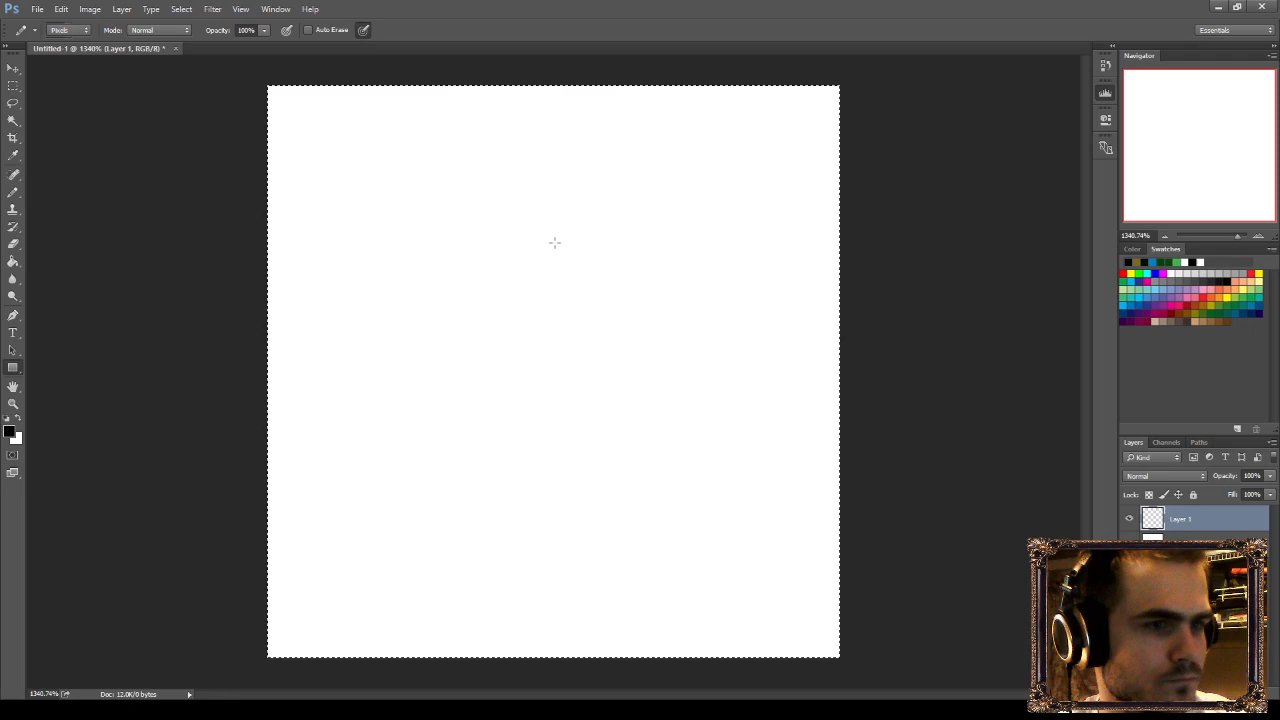 Ps File Edit Image Layer Type Select Filter View Window Help
Pixels Mode: Normal Opacity: 100% Auto Erase Essentials
Untitled-1 @ 1340% (Layer 1, RGB/8) * ×
Navigator
1340.74%
Color Swatches
Layers Channels Paths
Kind
Normal Opacity: 100%
Lock: Fill: 100%
Layer 1
1340.74% Doc: 12.0K/0 bytes